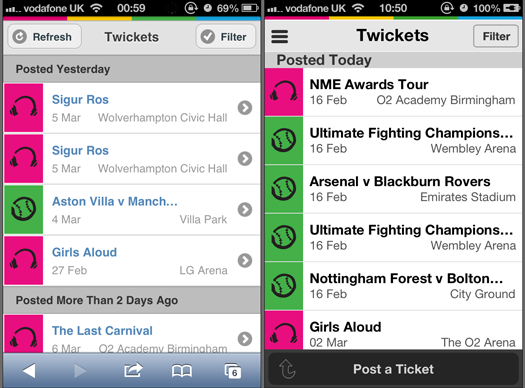 vodafone UK 00:59 69%
Refresh Twickets Filter
Posted Yesterday
Sigur Ros
5 Mar Wolverhampton Civic Hall
Sigur Ros
5 Mar Wolverhampton Civic Hall
Aston Villa v Manch...
4 Mar Villa Park
Girls Aloud
27 Feb LG Arena
Posted More Than 2 Days Ago
The Last Carnival
6 Mar O2 Academy Birmingham
6
vodafone UK 10:50 100%
Twickets Filter
Posted Today
NME Awards Tour
16 Feb O2 Academy Birmingham
Ultimate Fighting Champions...
16 Feb Wembley Arena
Arsenal v Blackburn Rovers
16 Feb Emirates Stadium
Ultimate Fighting Champions...
16 Feb Wembley Arena
Nottingham Forest v Bolton...
16 Feb City Ground
Girls Aloud
02 Mar The O2 Arena
Post a Ticket